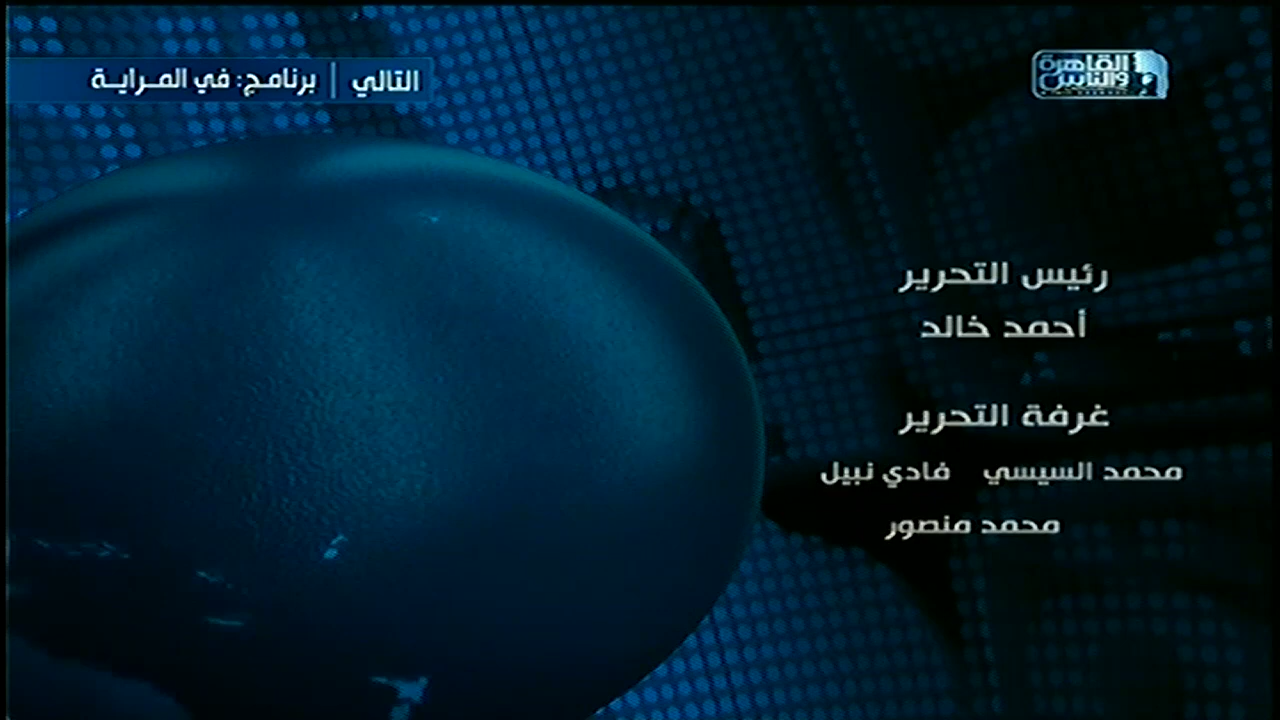 القاهرة
والناس
التالي | برنامج: في المراية
رئيس التحرير
أحمد خالد
غرفة التحرير
محمد السيسي فادي نبيل
محمد منصور